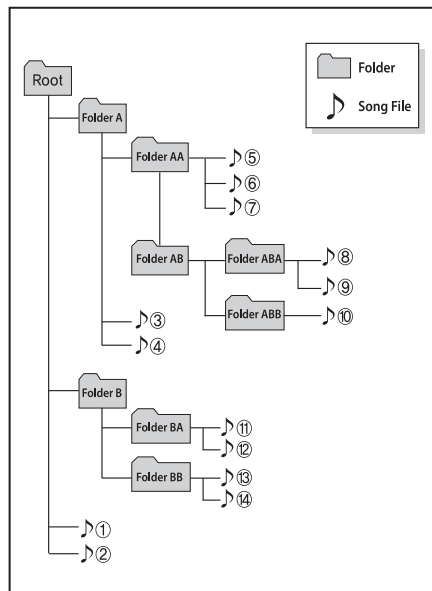 Root
Folder
Song File
Folder A
Folder AA
⑤
⑥
⑦
Folder AB
Folder ABA
⑧
⑨
Folder ABB
⑩
③
④
Folder B
Folder BA
⑪
⑫
Folder BB
⑬
⑭
①
②